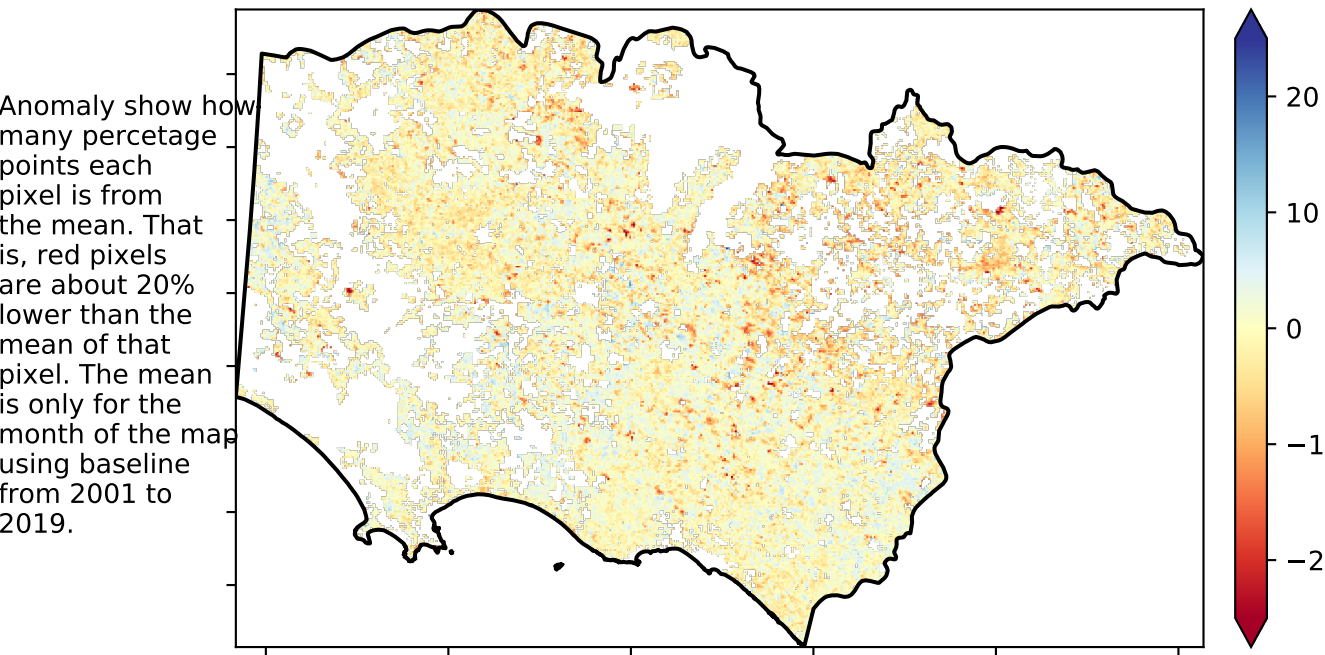 Anomaly show how
many percetage
points each
pixel is from
the mean. That
is, red pixels
are about 20%
lower than the
mean of that
pixel. The mean
is only for the
month of the map
using baseline
from 2001 to
2019.
20
10
0
−1
−2